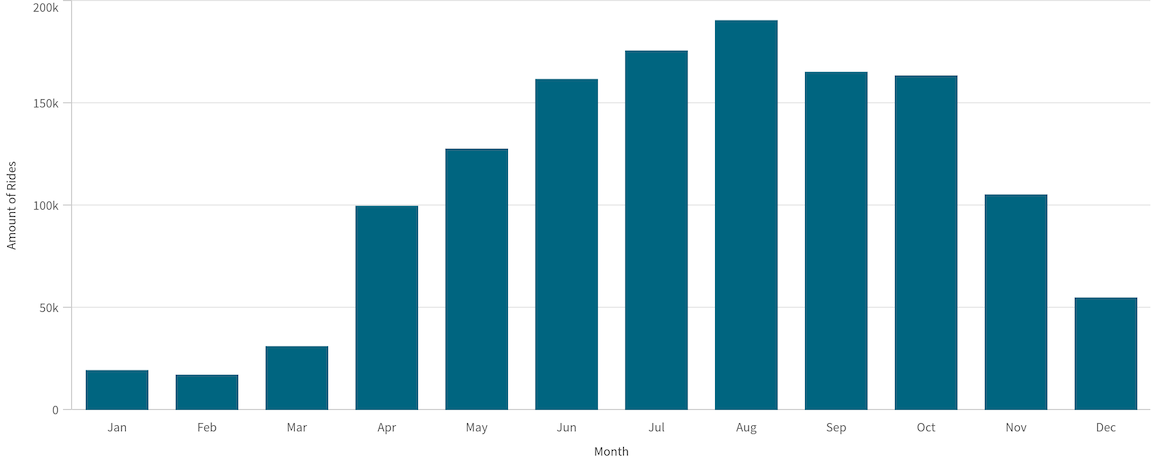 200k
150k
100k
50k
0
Amount of Rides
Jan Feb Mar Apr May Jun Jul Aug Sep Oct Nov Dec
Month